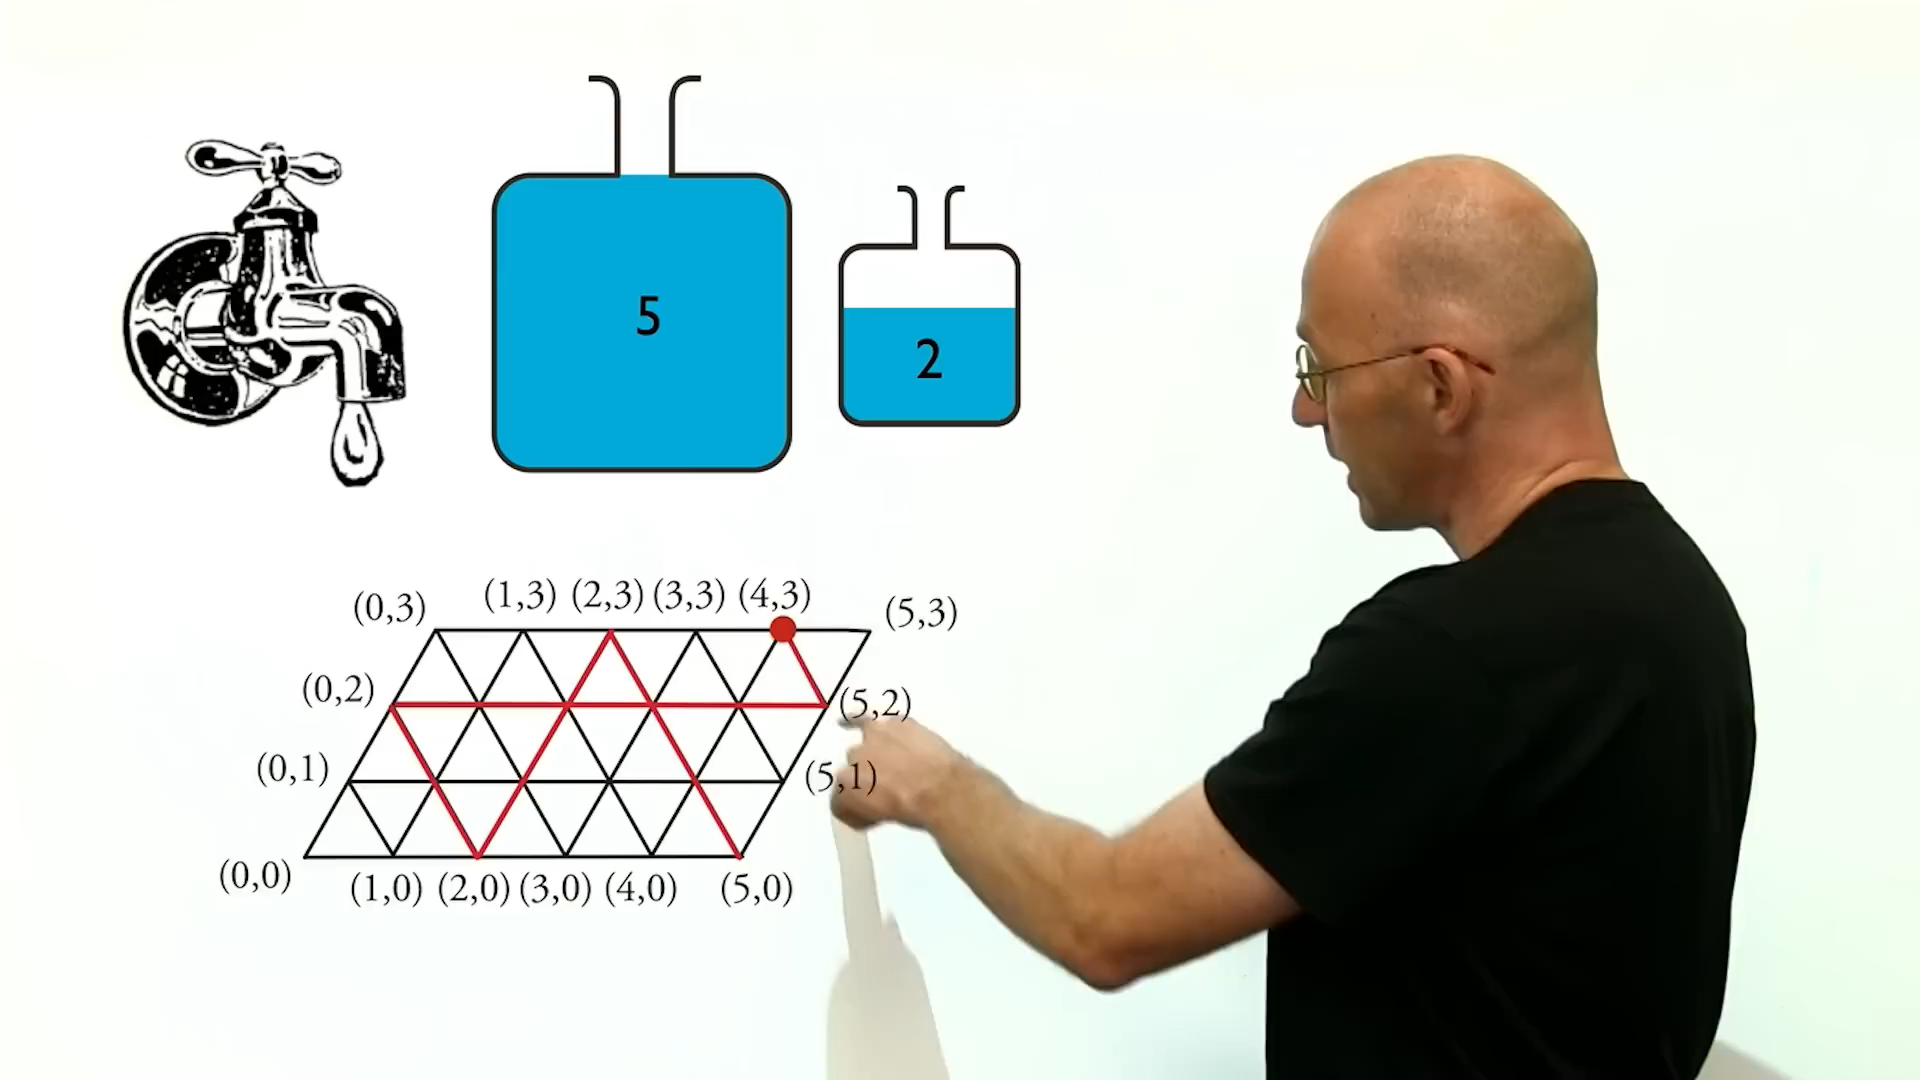 5
2
(0,3) (1,3) (2,3) (3,3) (4,3) (5,3)
(0,2) (5,2)
(0,1) (5,1)
(0,0) (1,0) (2,0) (3,0) (4,0) (5,0)